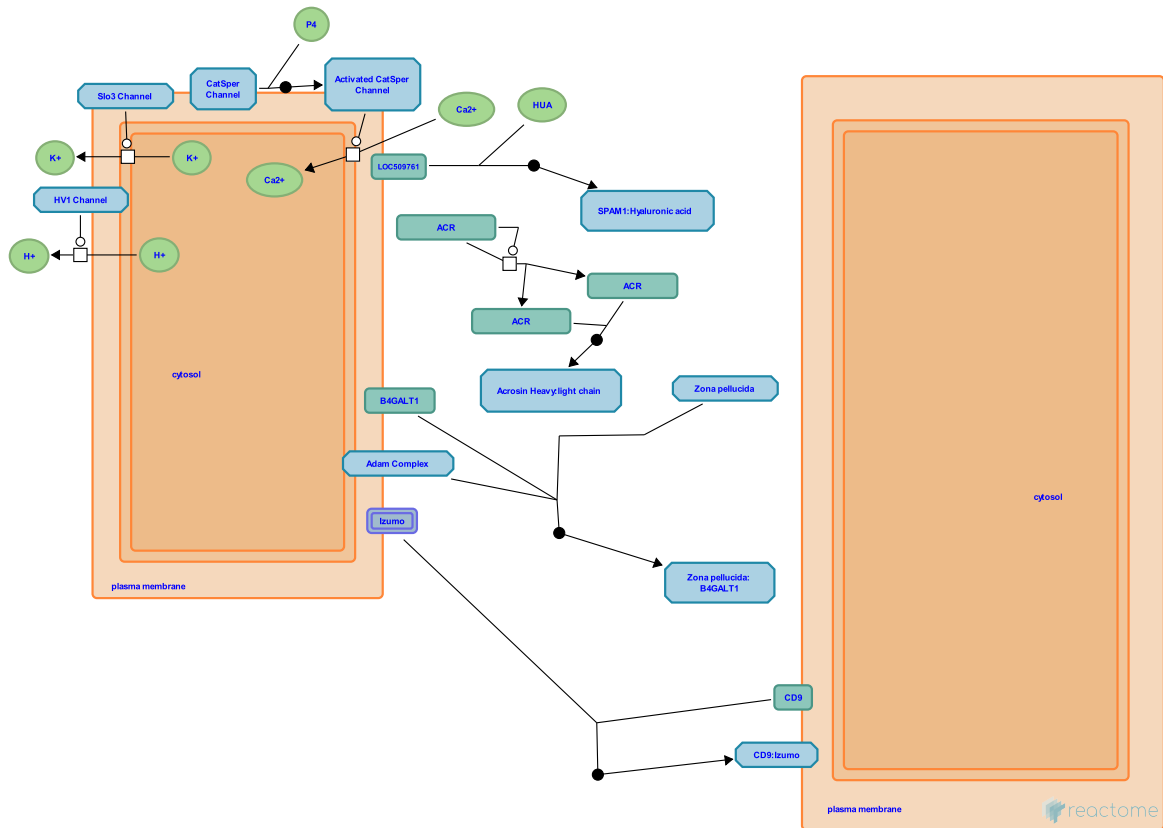 P4
CatSper
Channel
Activated CatSper
Channel
Slo3 Channel
Ca2+
HUA
K+
K+
Ca2+
LOC509761
HV1 Channel
SPAM1:Hyaluronic acid
ACR
H+
H+
ACR
ACR
cytosol
Acrosin Heavy:light chain
Zona pellucida
B4GALT1
Adam Complex
cytosol
Izumo
Zona pellucida:
B4GALT1
plasma membrane
CD9
CD9:Izumo
plasma membrane
reactome